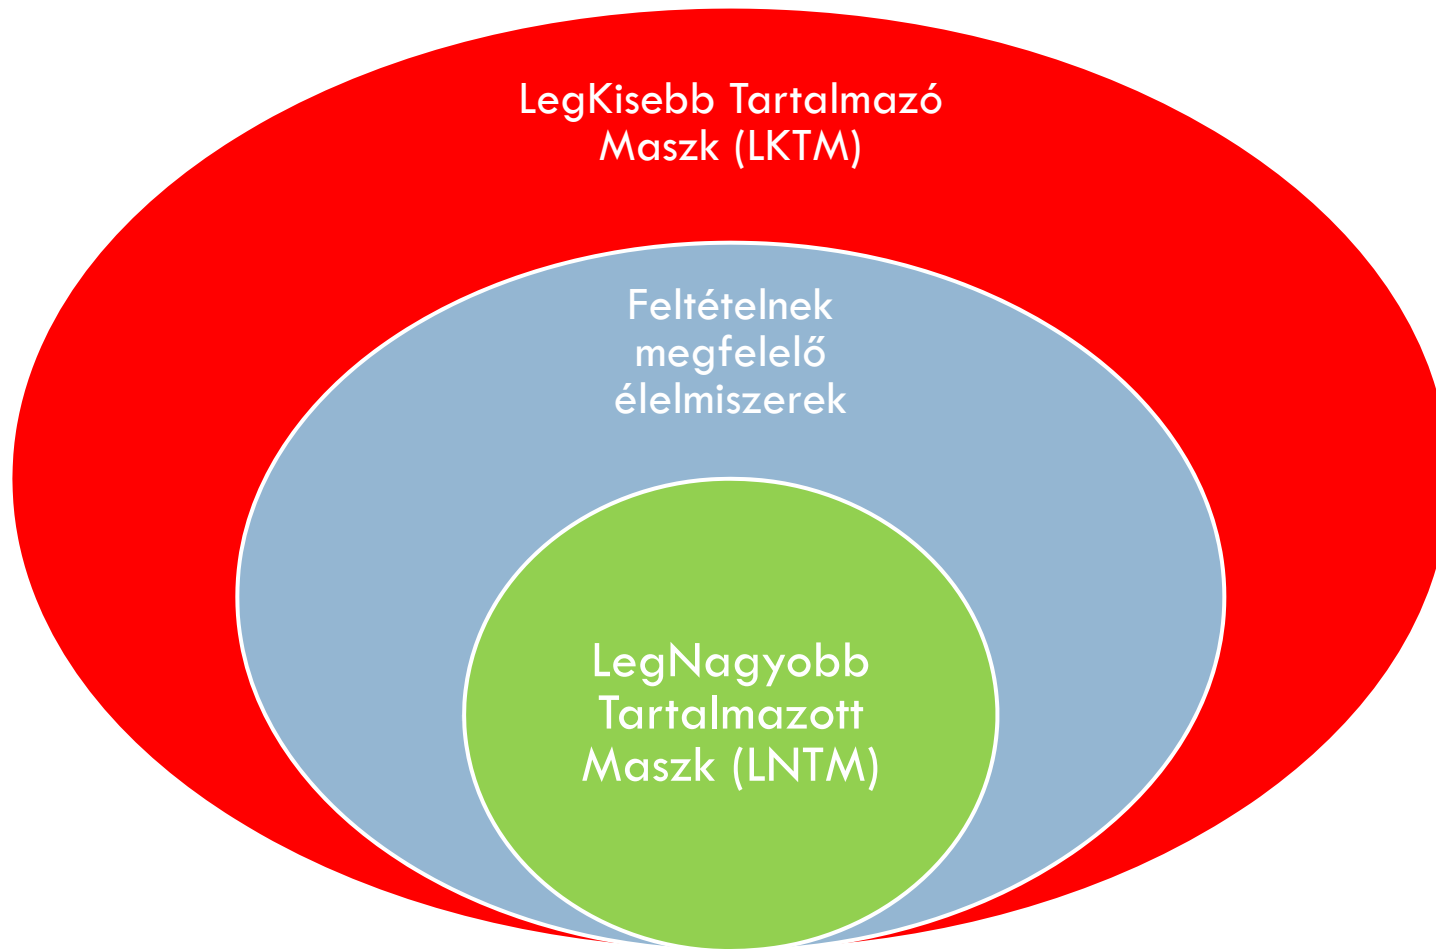 LegKisebb Tartalmazó
Maszk (LKTM)
Feltételnek
megfelelő
élelmiszerek
LegNagyobb
Tartalmazott
Maszk (LNTM)